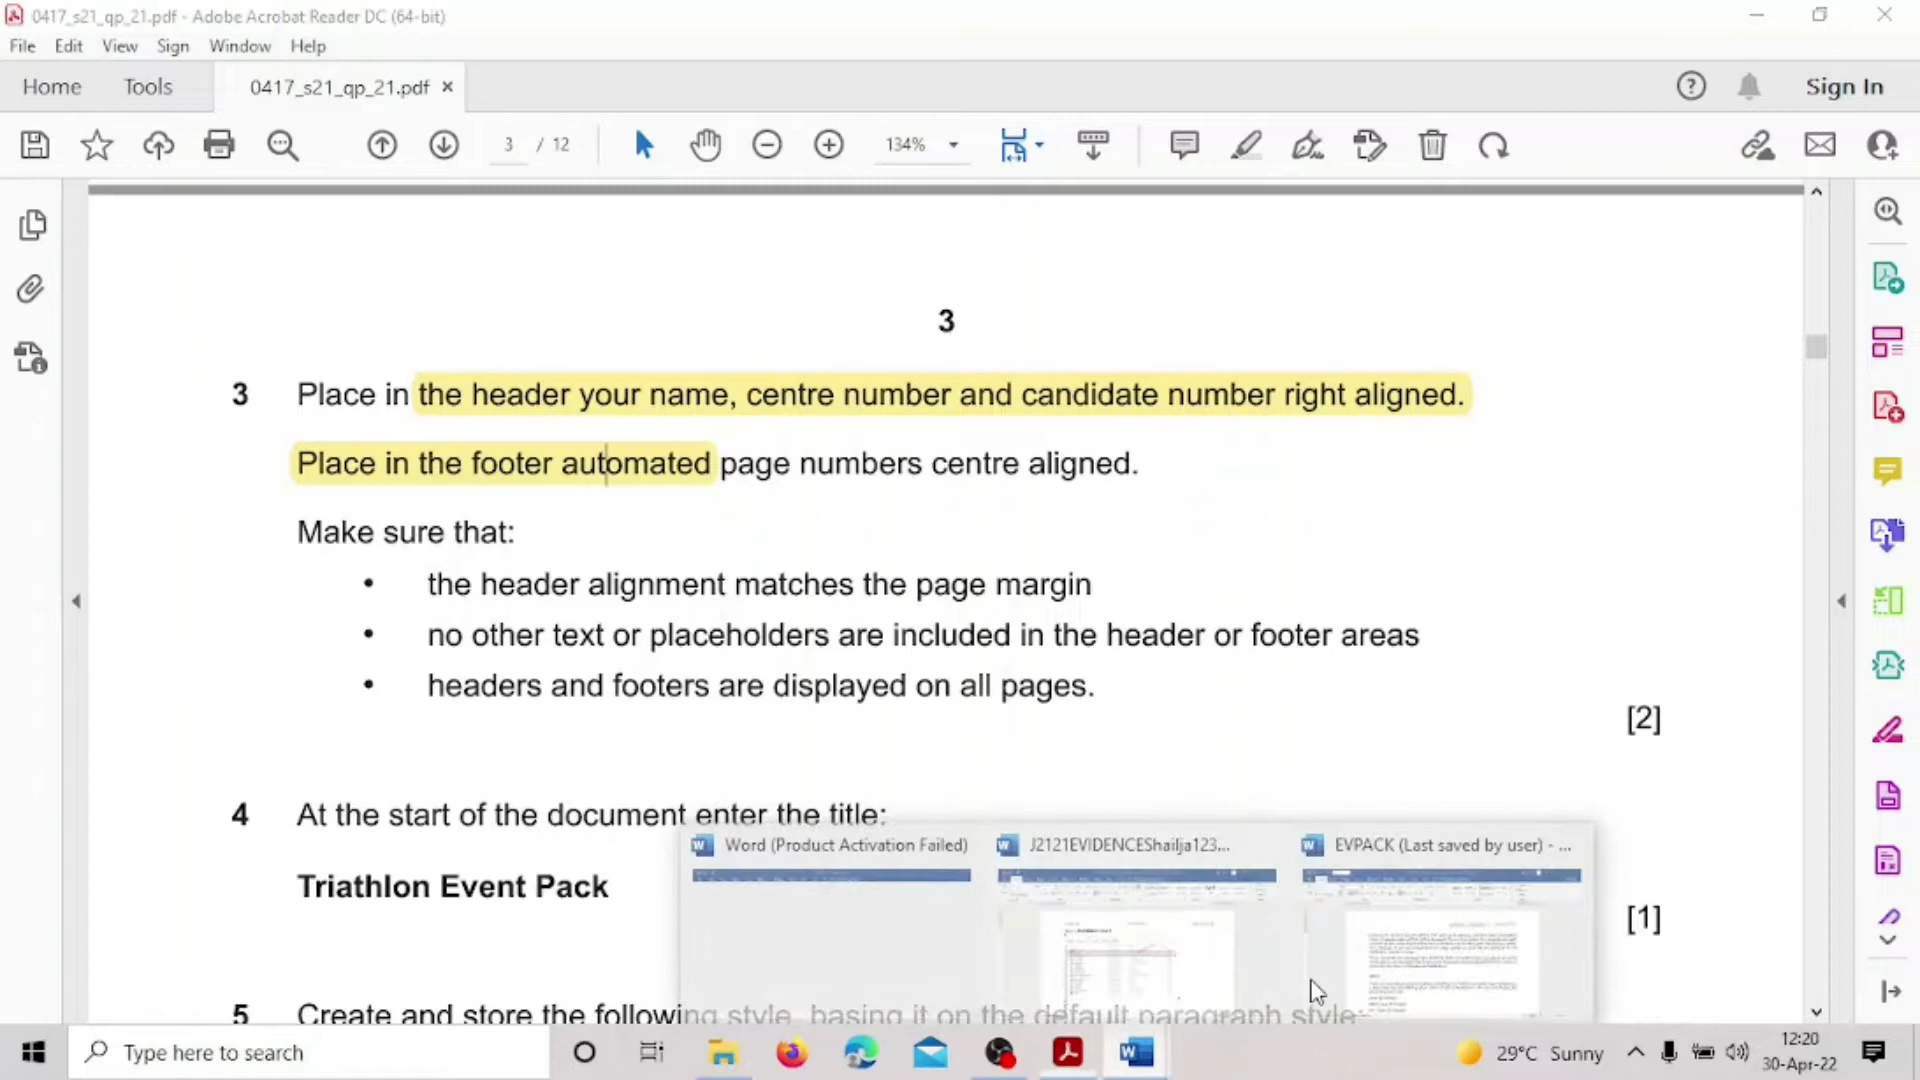 0417_s21_qp_21.pdf - Adobe Acrobat Reader DC (64-bit)
File Edit View Sign Window Help
Home Tools 0417_s21_qp_21.pdf × Sign In
3 / 12 134%
3
3 Place in the header your name, centre number and candidate number right aligned.
Place in the footer automated page numbers centre aligned.
Make sure that:
• the header alignment matches the page margin
• no other text or placeholders are included in the header or footer areas
• headers and footers are displayed on all pages.
[2]
4 At the start of the document enter the title:
Word (Product Activation Failed) J2121EVIDENCEShailja123... EVPACK (Last saved by user) - ...
Triathlon Event Pack
[1]
5 Create and store the following style, basing it on the default paragraph style:
Type here to search 29°C Sunny 12:20
30-Apr-22